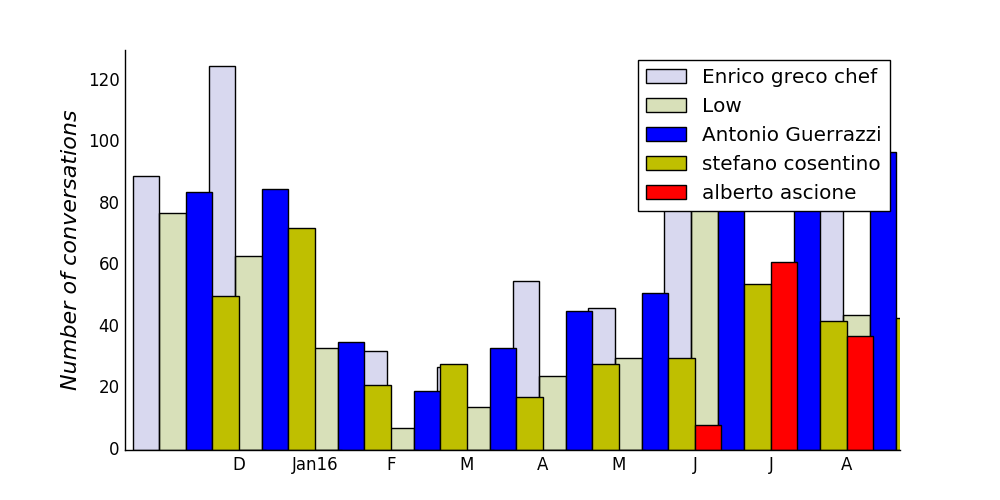 Number of conversations
120
100
80
60
40
20
0
Enrico greco chef
Low
Antonio Guerrazzi
stefano cosentino
alberto ascione
D Jan16 F M A M J J A